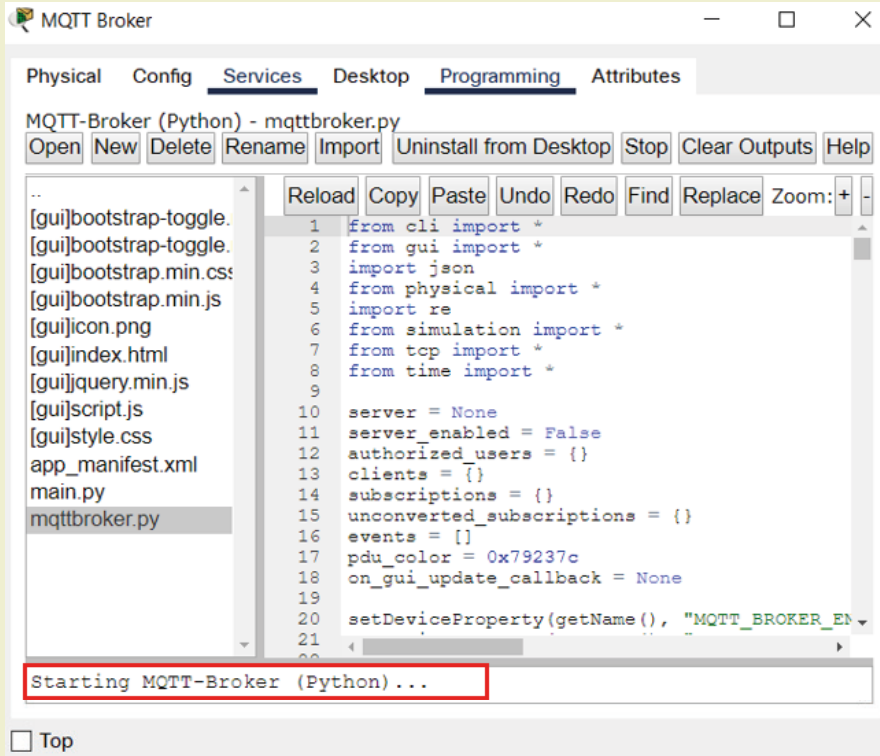 MQTT Broker
Physical Config Services Desktop Programming Attributes
MQTT-Broker (Python) - mqttbroker.py
Open New Delete Rename Import Uninstall from Desktop Stop Clear Outputs Help
Reload Copy Paste Undo Redo Find Replace Zoom: + -
..
[gui]bootstrap-toggle.
[gui]bootstrap-toggle.
[gui]bootstrap.min.css
[gui]bootstrap.min.js
[gui]icon.png
[gui]index.html
[gui]jquery.min.js
[gui]script.js
[gui]style.css
app_manifest.xml
main.py
mqttbroker.py
1 from cli import *
2 from gui import *
3 import json
4 from physical import *
5 import re
6 from simulation import *
7 from tcp import *
8 from time import *
9
10 server = None
11 server_enabled = False
12 authorized_users = {}
13 clients = {}
14 subscriptions = {}
15 unconverted_subscriptions = {}
16 events = []
17 pdu_color = 0x79237c
18 on_gui_update_callback = None
19
20 setDeviceProperty(getName(), "MQTT_BROKER_EN
21
Starting MQTT-Broker (Python)...
Top